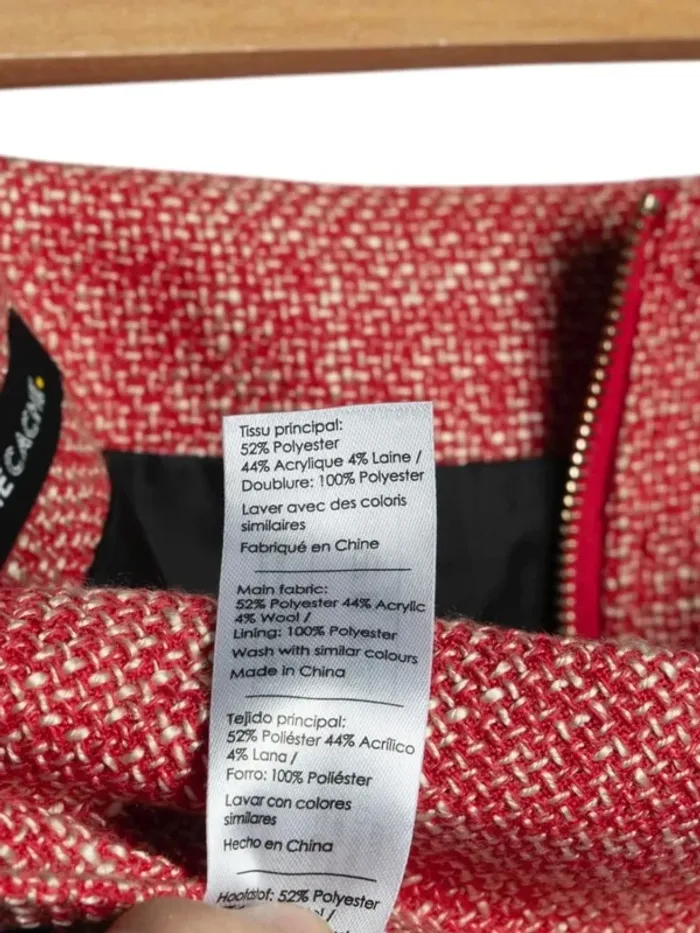 CACHE
Tissu principal:
52% Polyester
44% Acrylique 4% Laine /
Doublure: 100% Polyester
Laver avec des coloris
similaires
Fabriqué en Chine
Main fabric:
52% Polyester 44% Acrylic
4% Wool /
Lining: 100% Polyester
Wash with similar colours
Made in China
Tejido principal:
52% Poliéster 44% Acrílico
4% Lana /
Forro: 100% Poliéster
Lavar con colores
similares
Hecho en China
Hoofdstof: 52% Polyester